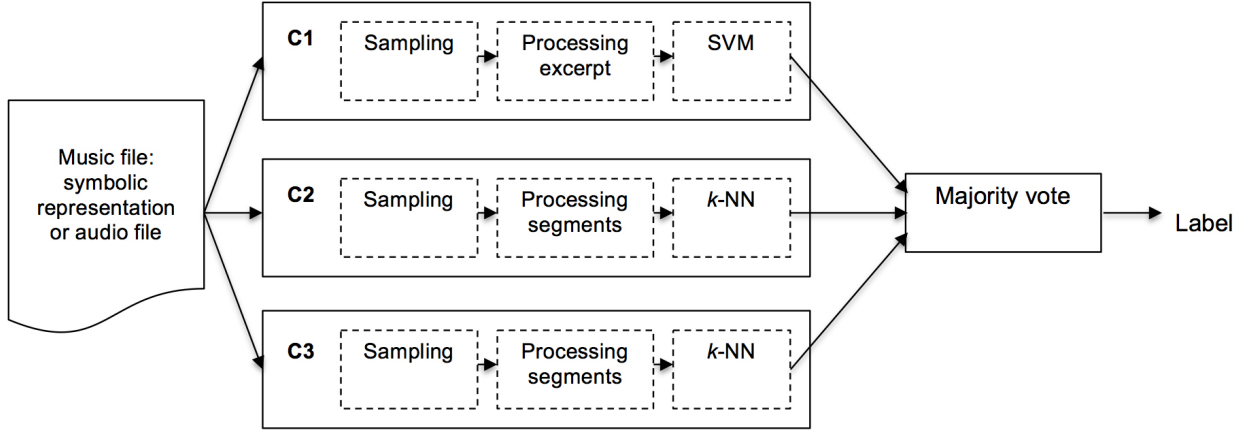 Music file:
symbolic
representation
or audio file
C1
Sampling
Processing
excerpt
SVM
C2
Sampling
Processing
segments
k-NN
C3
Sampling
Processing
segments
k-NN
Majority vote
Label